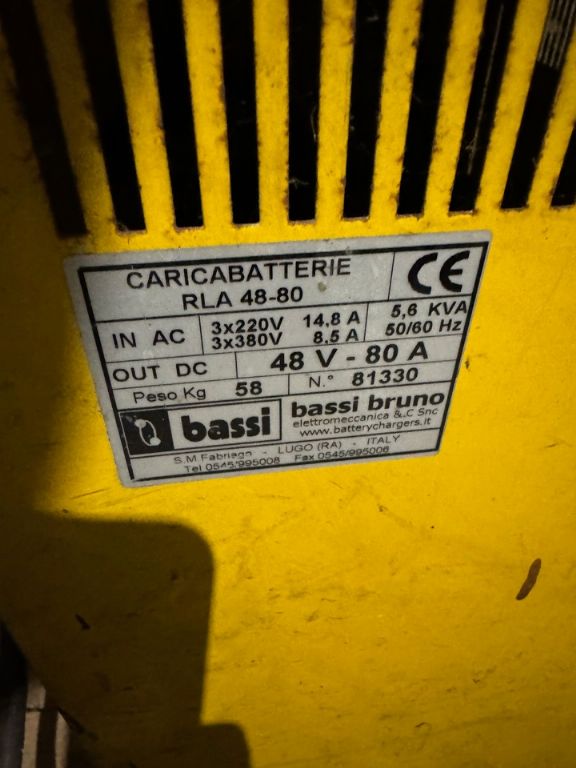 CARICABATTERIE
RLA 48-80
CE
IN AC
3x220V 14,8 A
3x380V 8,5 A
5,6 KVA
50/60 Hz
OUT DC
48 V - 80 A
Peso Kg 58
N.° 81330
bassi
bassi bruno
elettromeccanica & C Snc
www.batterychargers.it
S.M.Fabriago - LUGO (RA) - ITALY
Tel 0545/995008 Fax 0545/995006